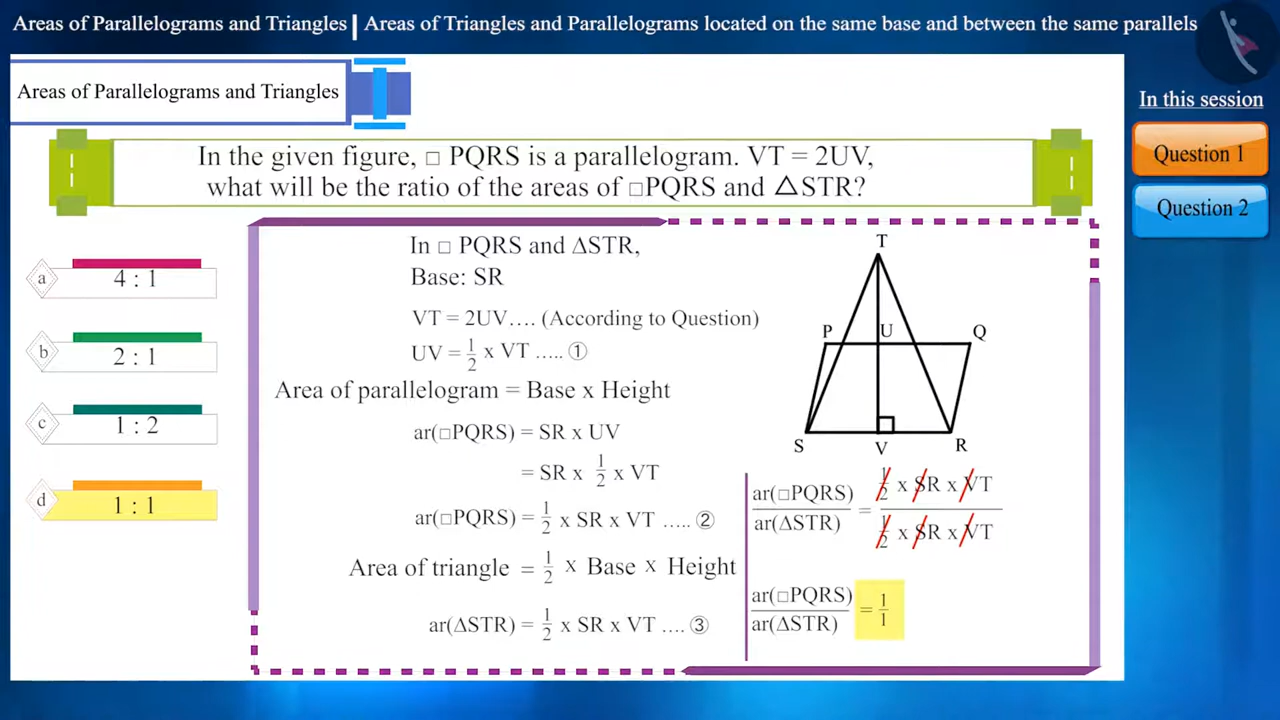 Areas of Parallelograms and Triangles | Areas of Triangles and Parallelograms located on the same base and between the same parallels
In this session
Question 1
Question 2
Areas of Parallelograms and Triangles
In the given figure, □ PQRS is a parallelogram. VT = 2UV,
what will be the ratio of the areas of □PQRS and △STR?
a 4 : 1
b 2 : 1
c 1 : 2
d 1 : 1
In □ PQRS and ΔSTR,
Base: SR
VT = 2UV.... (According to Question)
UV = 1/2 x VT ..... ①
Area of parallelogram = Base x Height
ar(□PQRS) = SR x UV
= SR x 1/2 x VT
ar(□PQRS) = 1/2 x SR x VT ..... ②
Area of triangle = 1/2 x Base x Height
ar(ΔSTR) = 1/2 x SR x VT .... ③
T
P U Q
S V R
ar(□PQRS)/ar(ΔSTR) = 1/2 x SR x VT / 1/2 x SR x VT
ar(□PQRS)/ar(ΔSTR) = 1/1